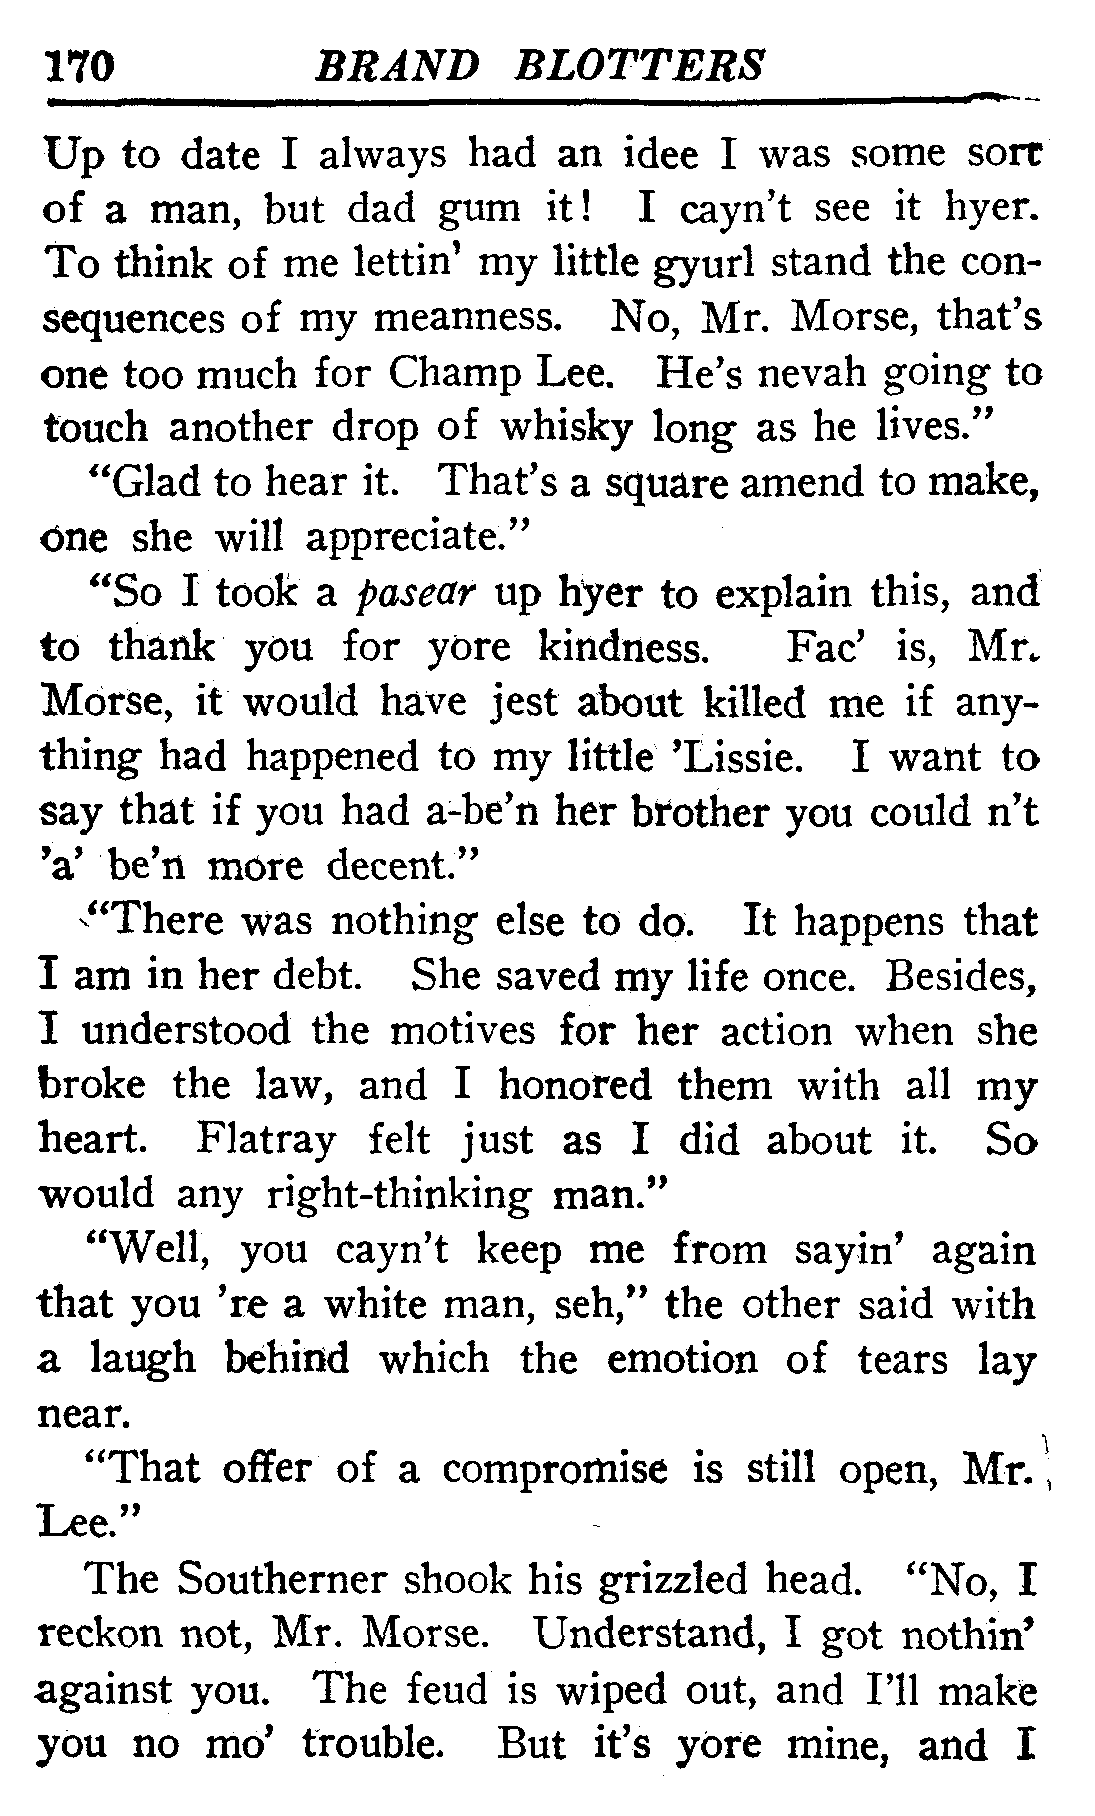 170 BRAND BLOTTERS
Up to date I always had an idee I was some sort
of a man, but dad gum it! I cayn't see it hyer.
To think of me lettin' my little gyurl stand the con-
sequences of my meanness. No, Mr. Morse, that's
one too much for Champ Lee. He's nevah going to
touch another drop of whisky long as he lives."
"Glad to hear it. That's a square amend to make,
one she will appreciate."
"So I took a pasear up hyer to explain this, and
to thank you for yore kindness. Fac' is, Mr.
Morse, it would have jest about killed me if any-
thing had happened to my little 'Lissie. I want to
say that if you had a-be'n her brother you could n't
'a' be'n more decent."
"There was nothing else to do. It happens that
I am in her debt. She saved my life once. Besides,
I understood the motives for her action when she
broke the law, and I honored them with all my
heart. Flatray felt just as I did about it. So
would any right-thinking man."
"Well, you cayn't keep me from sayin' again
that you 're a white man, seh," the other said with
a laugh behind which the emotion of tears lay
near.
"That offer of a compromise is still open, Mr.
Lee."
The Southerner shook his grizzled head. "No, I
reckon not, Mr. Morse. Understand, I got nothin'
against you. The feud is wiped out, and I'll make
you no mo' trouble. But it's yore mine, and I